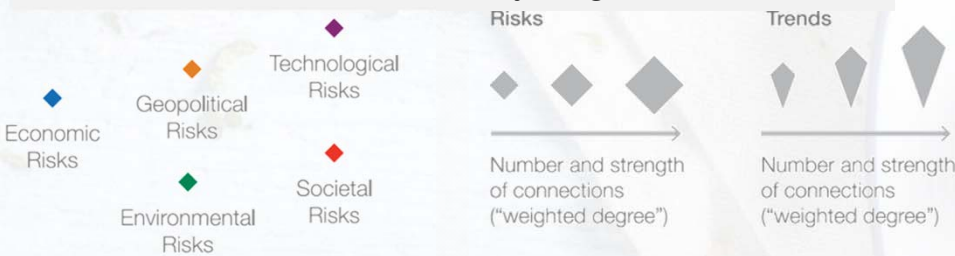 Risks
Trends
Technological
Risks
Geopolitical
Risks
Economic
Risks
Societal
Risks
Environmental
Risks
Number and strength
of connections
("weighted degree")
Number and strength
of connections
("weighted degree")